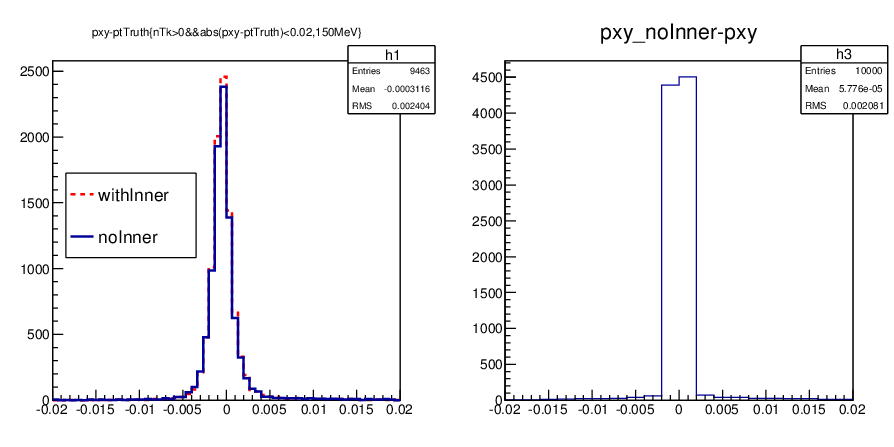 pxy-ptTruth{nTk>0&&abs(pxy-ptTruth)<0.02,150MeV}
h1
Entries 9463
Mean -0.0003116
RMS 0.002404
2500
2000
1500
1000
500
0
withInner
noInner
-0.02 -0.015 -0.01 -0.005 0 0.005 0.01 0.015 0.02
pxy_noInner-pxy
h3
Entries 10000
Mean 5.776e-05
RMS 0.002081
4500
4000
3500
3000
2500
2000
1500
1000
500
0
-0.02 -0.015 -0.01 -0.005 0 0.005 0.01 0.015 0.02